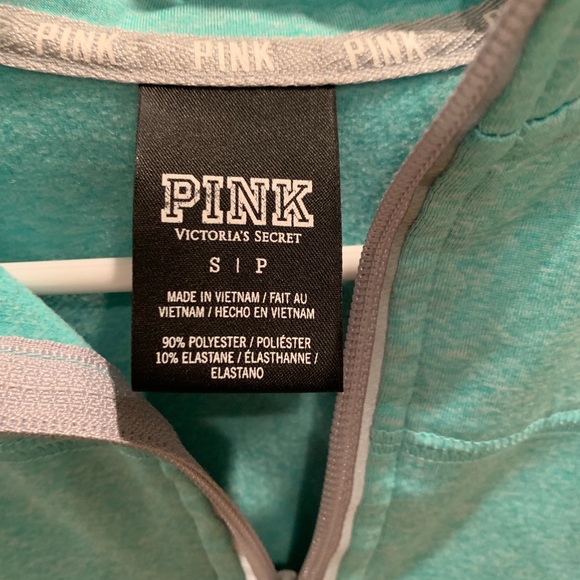 PINK PINK PINK
PINK
VICTORIA'S SECRET
S | P
MADE IN VIETNAM / FAIT AU
VIETNAM / HECHO EN VIETNAM
90% POLYESTER / POLIÉSTER
10% ELASTANE / ÉLASTHANNE /
ELASTANO